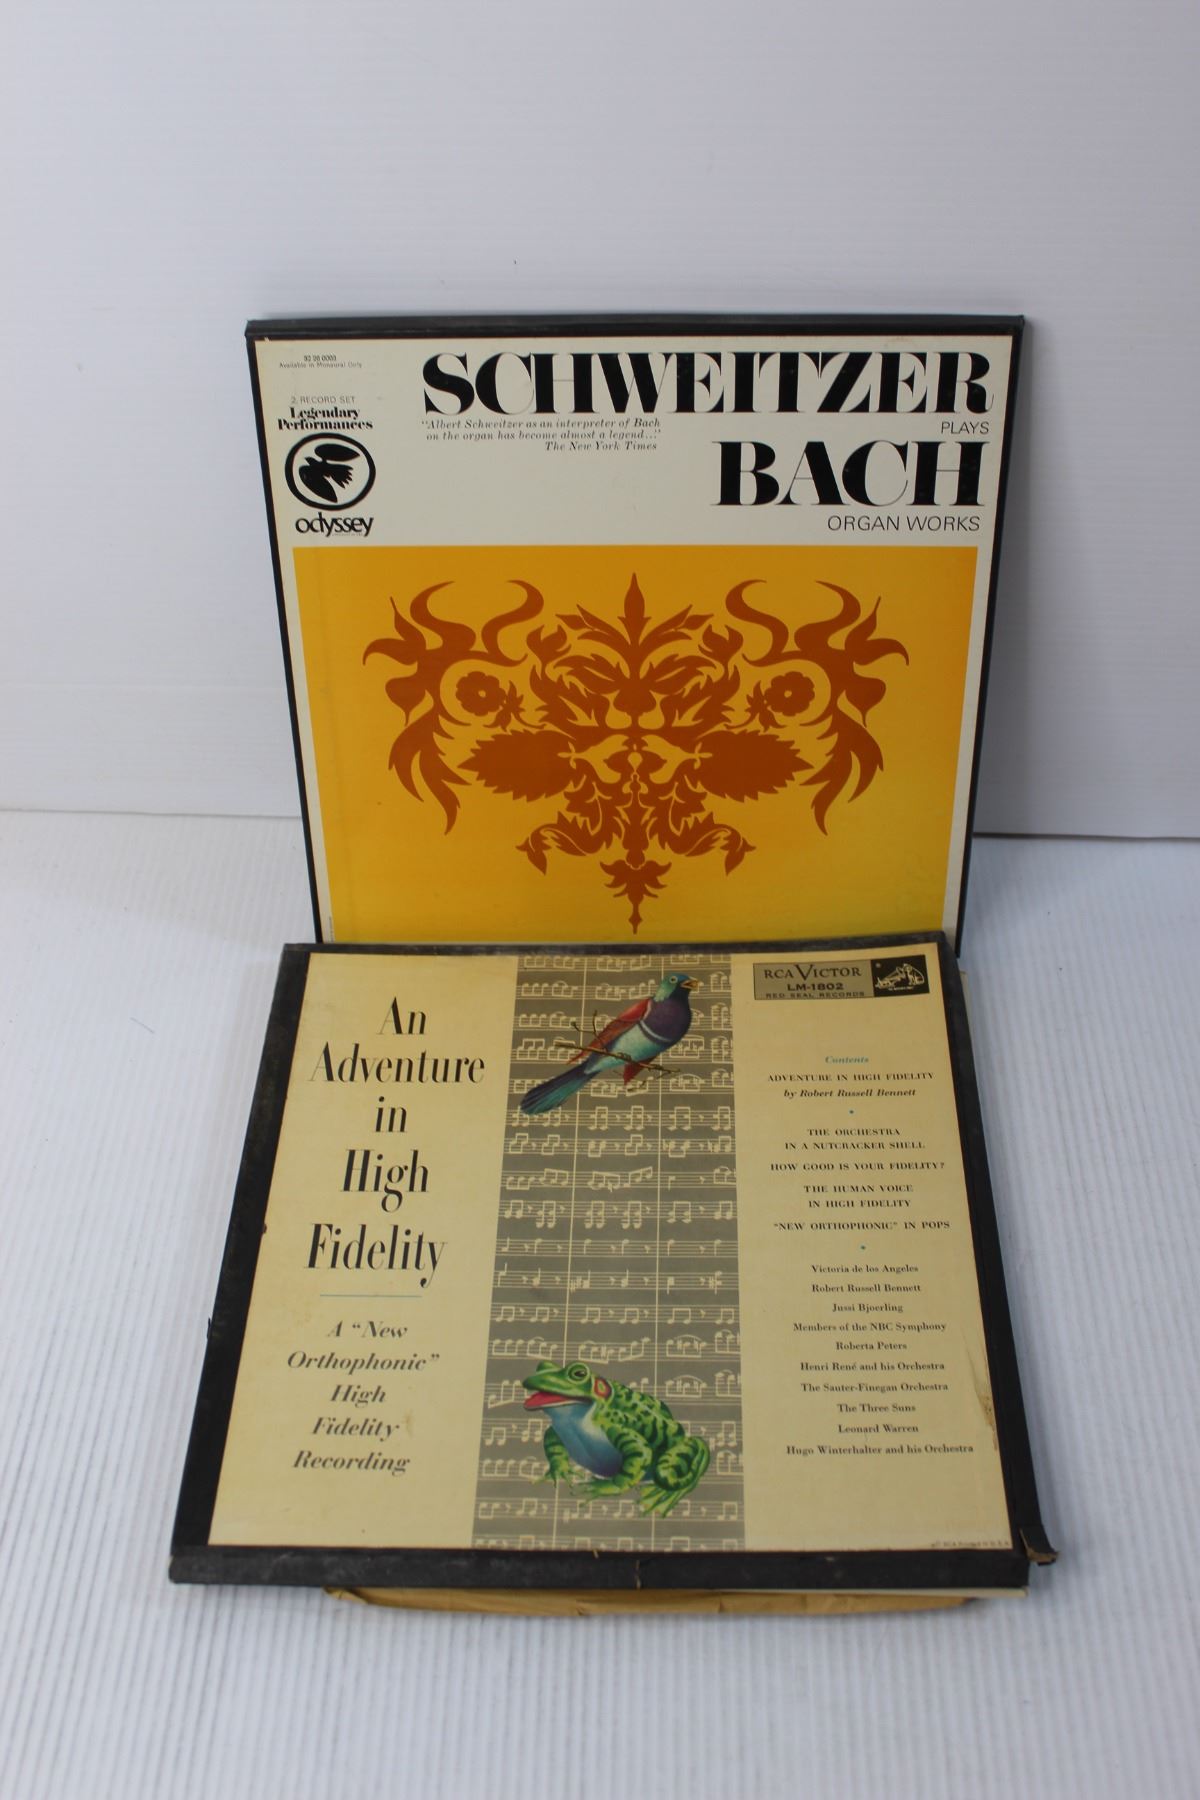 32 26 0003
Available in Monaural Only
2 RECORD SET
Legendary
Performances
odyssey
SCHWEITZER
PLAYS
"Albert Schweitzer as an interpreter of Bach
on the organ has become almost a legend..."
The New York Times
BACH
ORGAN WORKS
An
Adventure
in
High
Fidelity
A "New
Orthophonic"
High
Fidelity
Recording
RCA VICTOR
LM-1802
RED SEAL RECORDS
Contents
ADVENTURE IN HIGH FIDELITY
by Robert Russell Bennett
THE ORCHESTRA
IN A NUTCRACKER SHELL
HOW GOOD IS YOUR FIDELITY?
THE HUMAN VOICE
IN HIGH FIDELITY
"NEW ORTHOPHONIC" IN POPS
Victoria de los Angeles
Robert Russell Bennett
Jussi Bjoerling
Members of the NBC Symphony
Roberta Peters
Henri René and his Orchestra
The Sauter-Finegan Orchestra
The Three Suns
Leonard Warren
Hugo Winterhalter and his Orchestra